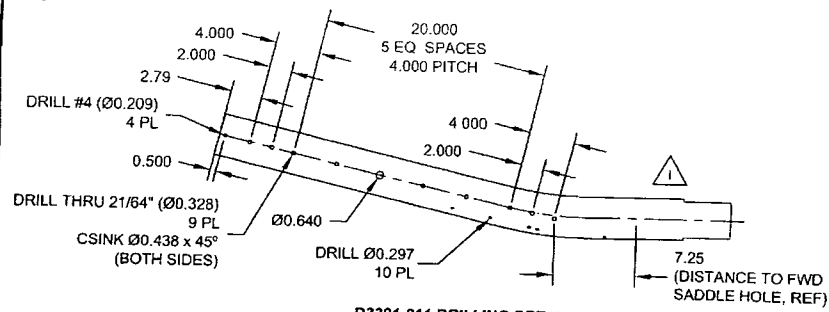 20.000
5 EQ SPACES
4.000 PITCH
4.000
2.000
2.79
DRILL #4 (Ø0.209)
4 PL
4 000
2.000
0.500
DRILL THRU 21/64" (Ø0.328)
9 PL
CSINK Ø0.438 x 45°
(BOTH SIDES)
Ø0.640
DRILL Ø0.297
10 PL
7.25
(DISTANCE TO FWD
SADDLE HOLE, REF)
DRILLING